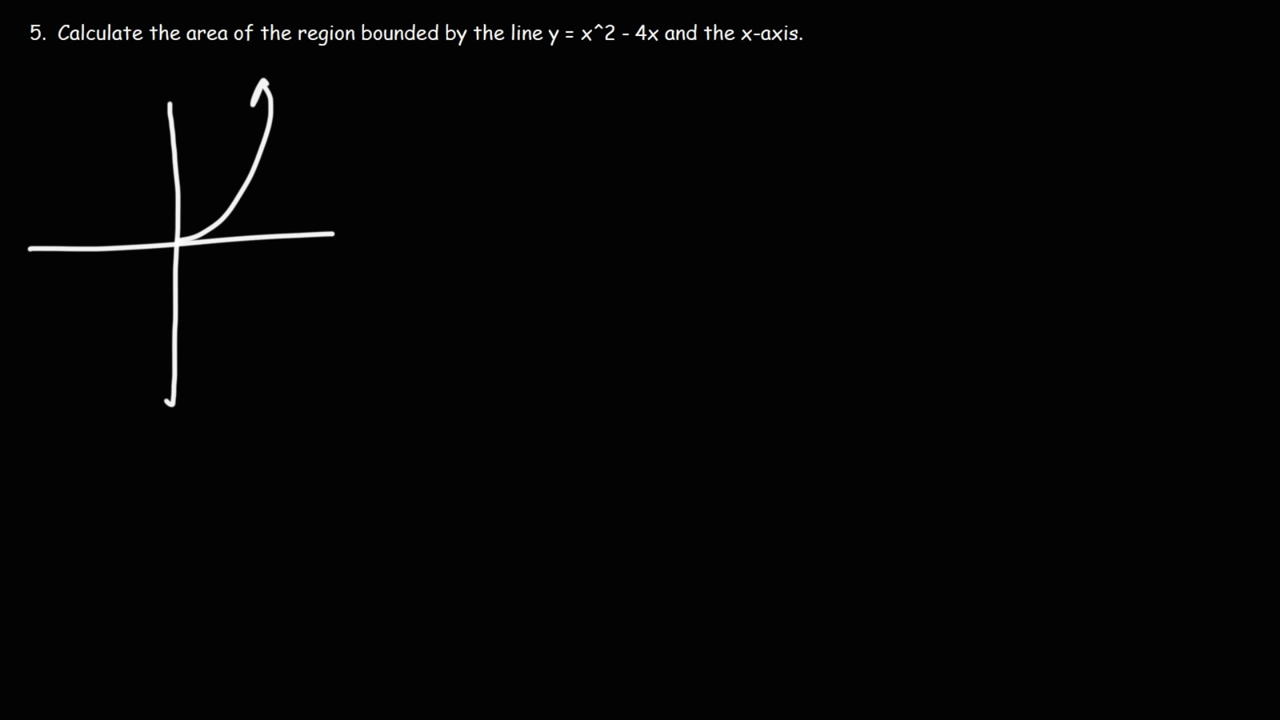 5. Calculate the area of the region bounded by the line y = x^2 - 4x and the x-axis.